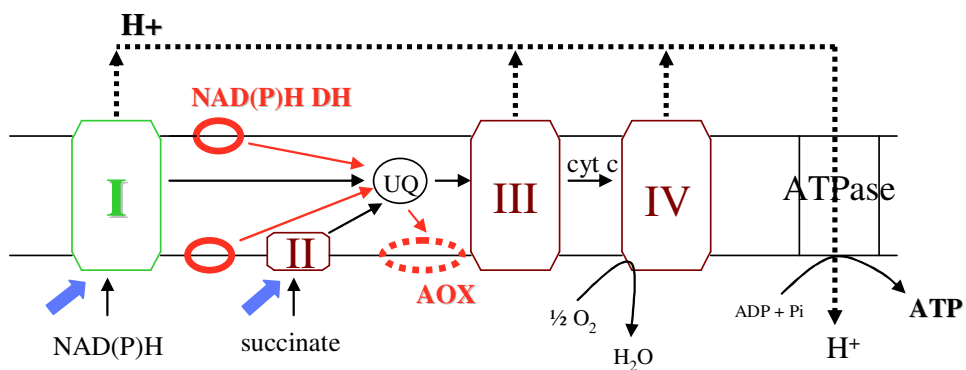 H+
NAD(P)H DH
I
UQ
III
cyt c
IV
ATPase
II
AOX
NAD(P)H
succinate
½ O₂
H₂O
ADP + Pi
ATP
H⁺